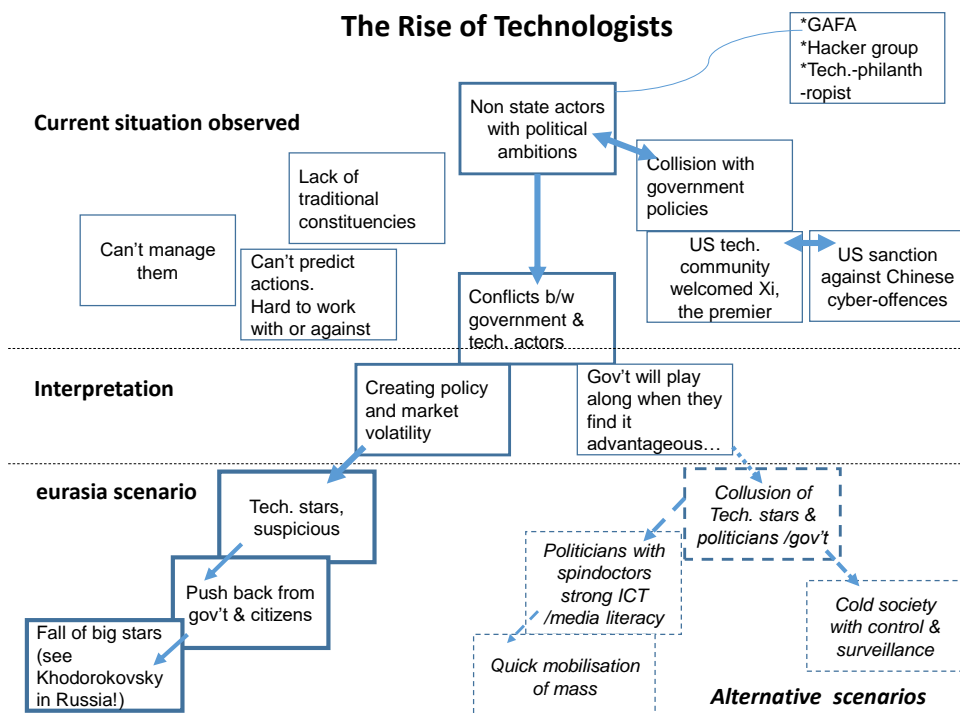 The Rise of Technologists
*GAFA
*Hacker group
*Tech.-philanth
-ropist
Current situation observed
Non state actors
with political
ambitions
Collision with
government
policies
Lack of
traditional
constituencies
Can’t manage
them
Can’t predict
actions.
Hard to work
with or against
US tech.
community
welcomed Xi,
the premier
US sanction
against Chinese
cyber-offences
Conflicts b/w
government &
tech, actors
Interpretation
Creating policy
and market
volatility
Gov’t will play
along when they
find it
advantageous…
eurasia scenario
Tech. stars,
suspicious
Collusion of
Tech. stars &
politicians /gov’t
Push back from
gov’t & citizens
Politicians with
spindoctors
strong ICT
/media literacy
Cold society
with control &
surveillance
Fall of big stars
(see
Khodorokovsky
in Russia!)
Quick mobilisation
of mass
Alternative scenarios